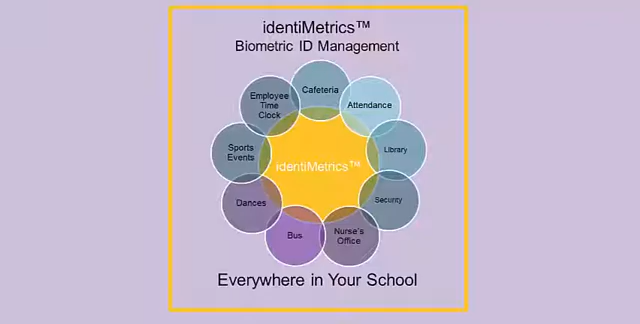 identiMetrics™
Biometric ID Management
Cafeteria
Attendance
Library
Security
Nurse's
Office
Bus
Dances
Sports
Events
Employee
Time
Clock
identiMetrics™
Everywhere in Your School